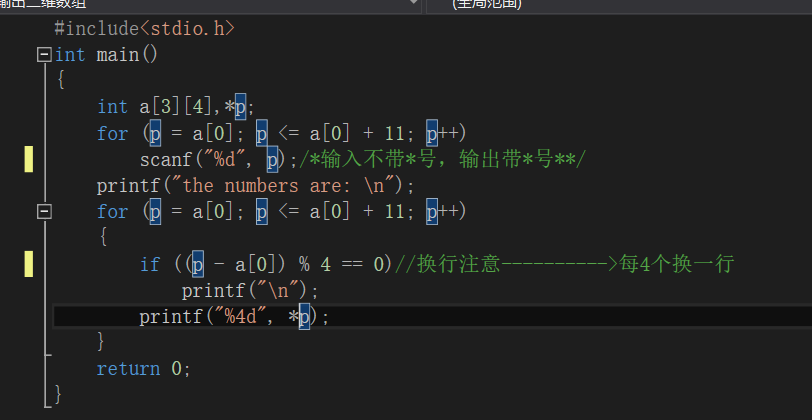 输出二维数组 (全局范围)
#include<stdio.h>
int main()
{
int a[3][4],*p;
for (p = a[0]; p <= a[0] + 11; p++)
scanf("%d", p);/*输入不带*号，输出带*号**/
printf("the numbers are: \n");
for (p = a[0]; p <= a[0] + 11; p++)
{
if ((p - a[0]) % 4 == 0)//换行注意---------->每4个换一行
printf("\n");
printf("%4d", *p);
}
return 0;
}